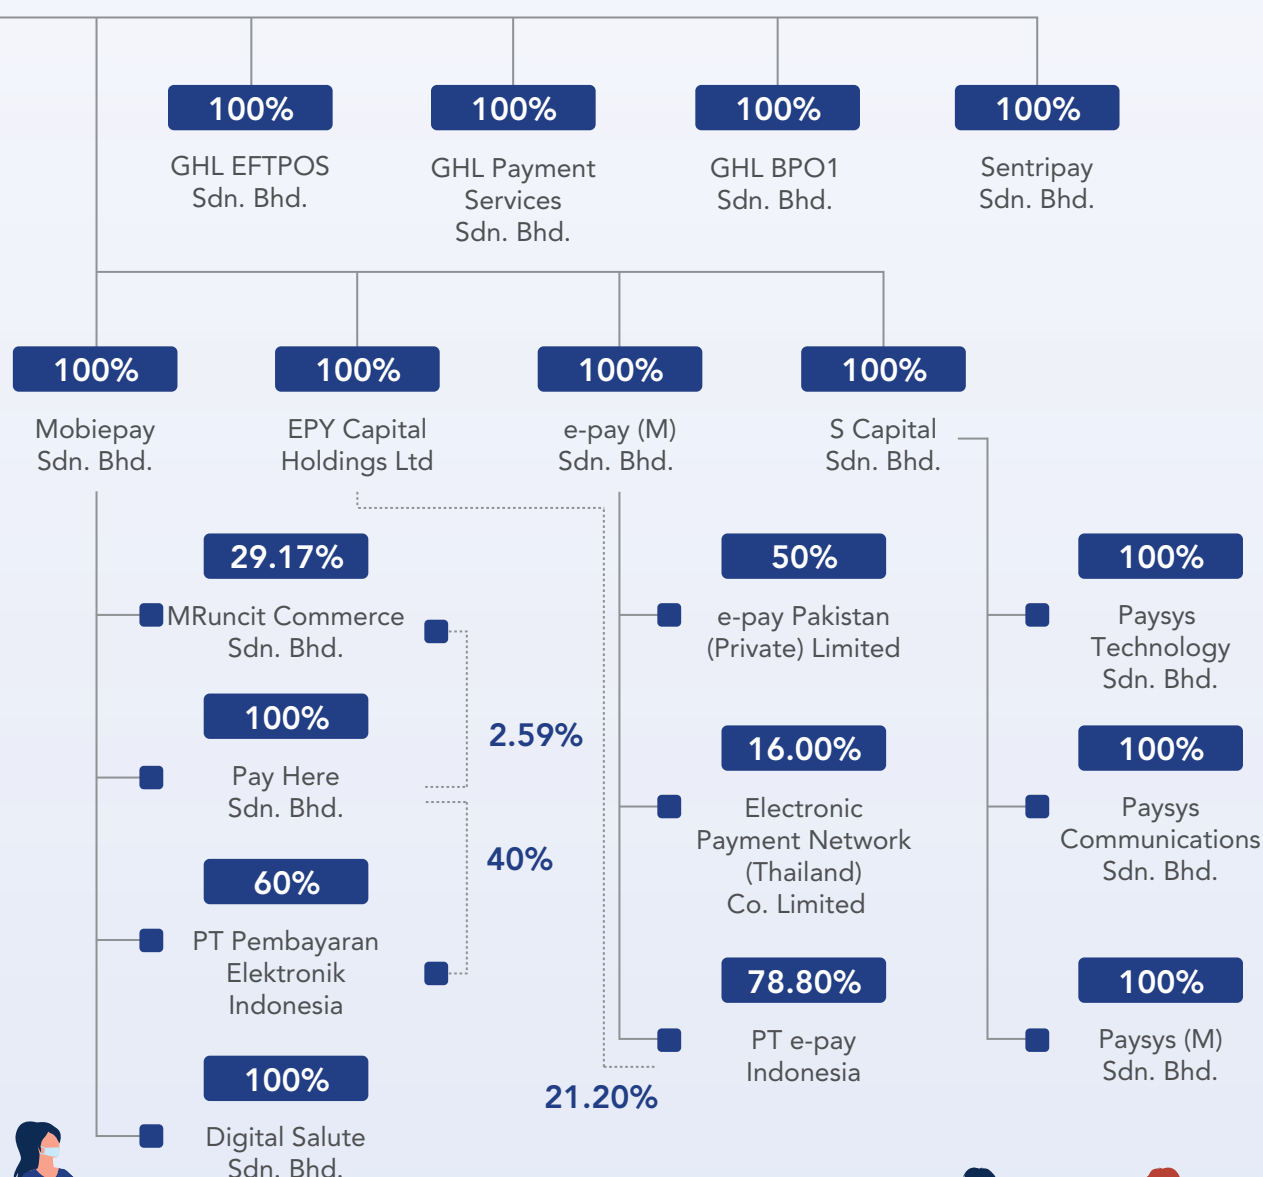 100%
GHL EFTPOS
Sdn. Bhd.
100%
GHL Payment
Services
Sdn. Bhd.
100%
GHL BPO1
Sdn. Bhd.
100%
Sentripay
Sdn. Bhd.
100%
Mobiepay
Sdn. Bhd.
100%
EPY Capital
Holdings Ltd
100%
e-pay (M)
Sdn. Bhd.
100%
S Capital
Sdn. Bhd.
29.17%
MRuncit Commerce
Sdn. Bhd.
100%
Pay Here
Sdn. Bhd.
2.59%
40%
60%
PT Pembayaran
Elektronik
Indonesia
100%
Digital Salute
Sdn. Bhd.
50%
e-pay Pakistan
(Private) Limited
16.00%
Electronic
Payment Network
(Thailand)
Co. Limited
78.80%
PT e-pay
Indonesia
21.20%
100%
Paysys
Technology
Sdn. Bhd.
100%
Paysys
Communications
Sdn. Bhd.
100%
Paysys (M)
Sdn. Bhd.